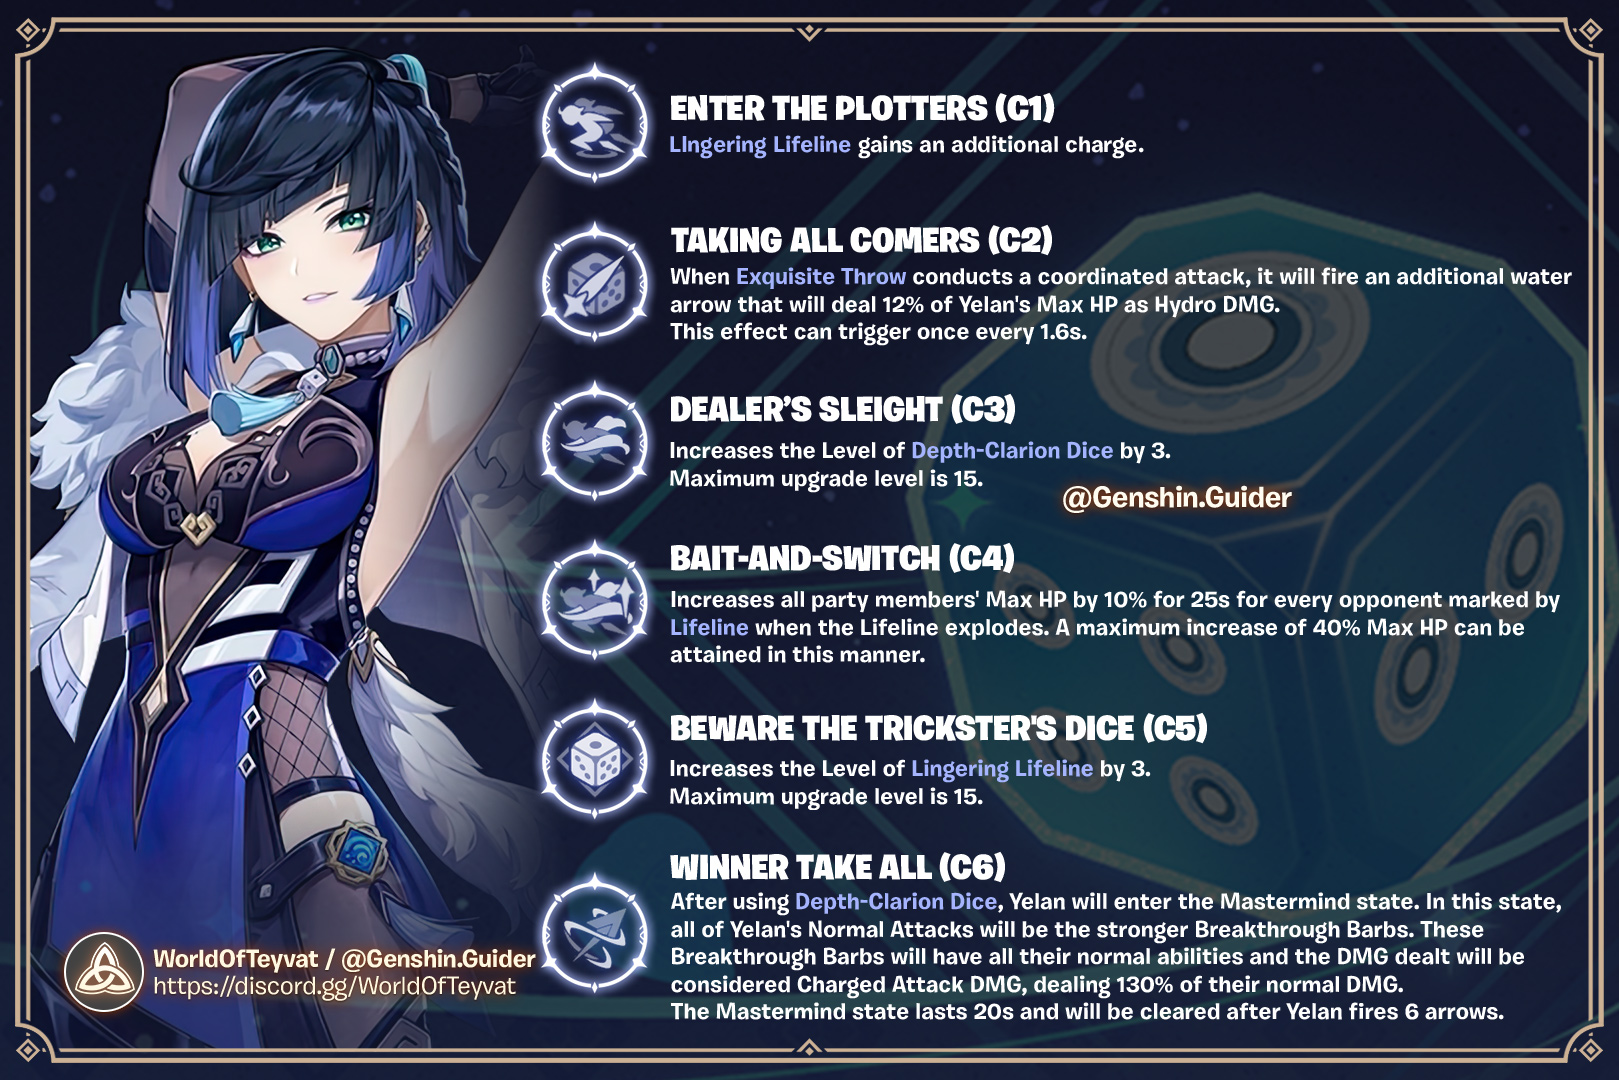 ENTER THE PLOTTERS (C1)
LIngering Lifeline gains an additional charge.
TAKING ALL COMERS (C2)
When Exquisite Throw conducts a coordinated attack, it will fire an additional water
arrow that will deal 12% of Yelan's Max HP as Hydro DMG.
This effect can trigger once every 1.6s.
DEALER’S SLEIGHT (C3)
Increases the Level of Depth-Clarion Dice by 3.
Maximum upgrade level is 15.
@Genshin.Guider
BAIT-AND-SWITCH (C4)
Increases all party members' Max HP by 10% for 25s for every opponent marked by
Lifeline when the Lifeline explodes. A maximum increase of 40% Max HP can be
attained in this manner.
BEWARE THE TRICKSTER'S DICE (C5)
Increases the Level of Lingering Lifeline by 3.
Maximum upgrade level is 15.
WINNER TAKE ALL (C6)
After using Depth-Clarion Dice, Yelan will enter the Mastermind state. In this state,
all of Yelan's Normal Attacks will be the stronger Breakthrough Barbs. These
Breakthrough Barbs will have all their normal abilities and the DMG dealt will be
considered Charged Attack DMG, dealing 130% of their normal DMG.
The Mastermind state lasts 20s and will be cleared after Yelan fires 6 arrows.
WorldOfTeyvat / @Genshin.Guider
https://discord.gg/WorldOfTeyvat